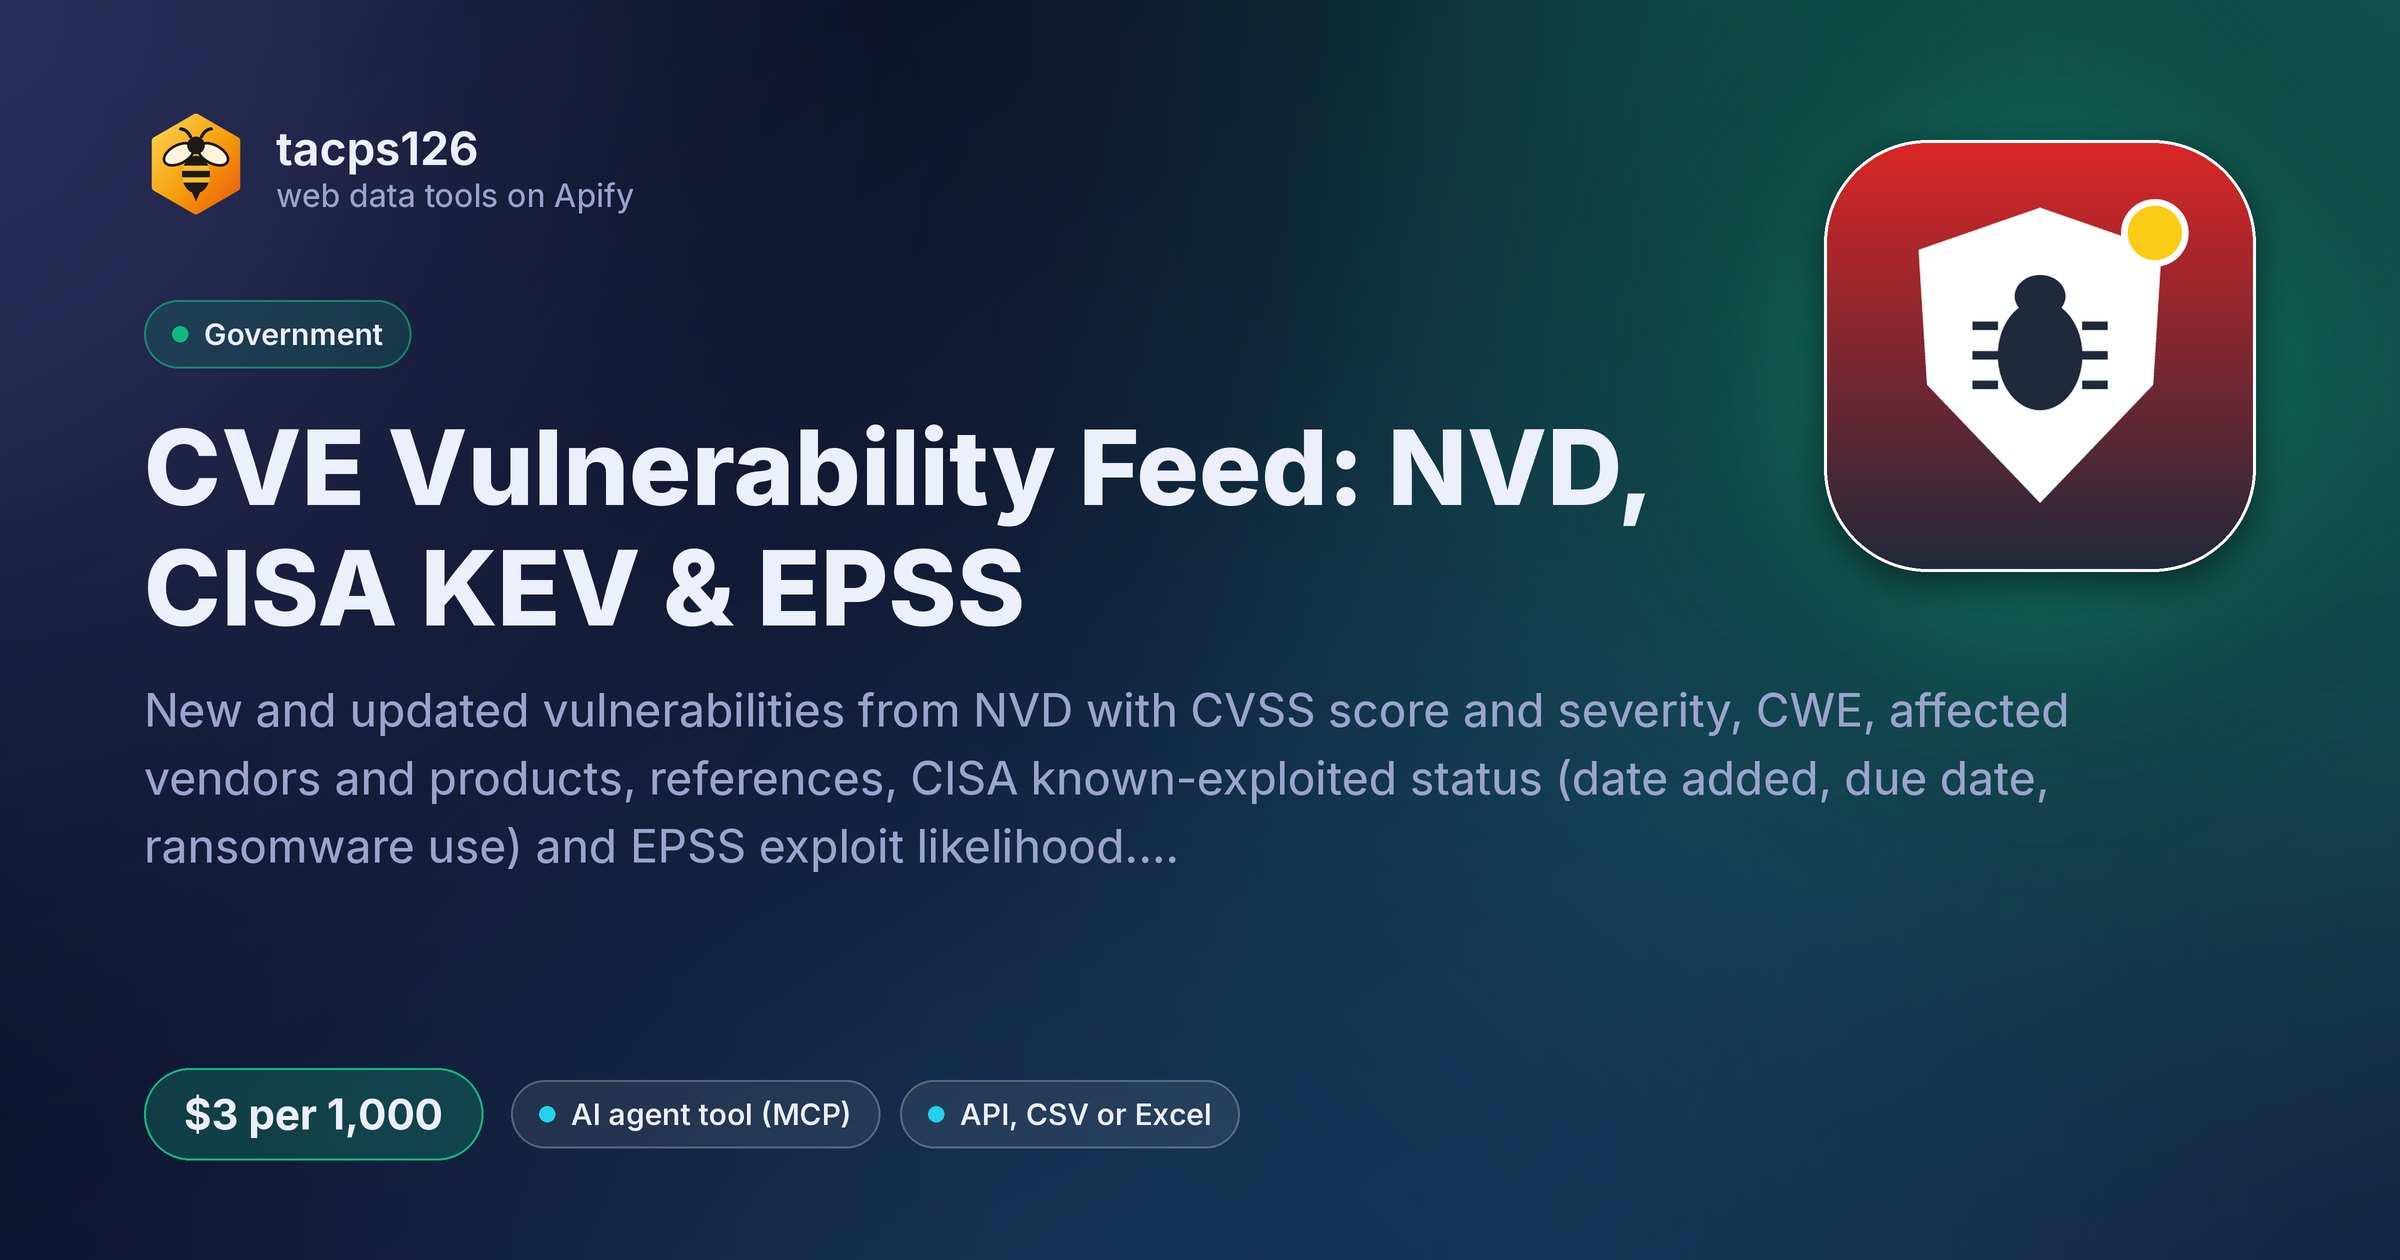 tacps126
web data tools on Apify
Government
CVE Vulnerability Feed: NVD,
CISA KEV & EPSS
New and updated vulnerabilities from NVD with CVSS score and severity, CWE, affected
vendors and products, references, CISA known-exploited status (date added, due date,
ransomware use) and EPSS exploit likelihood....
$3 per 1,000
AI agent tool (MCP)
API, CSV or Excel